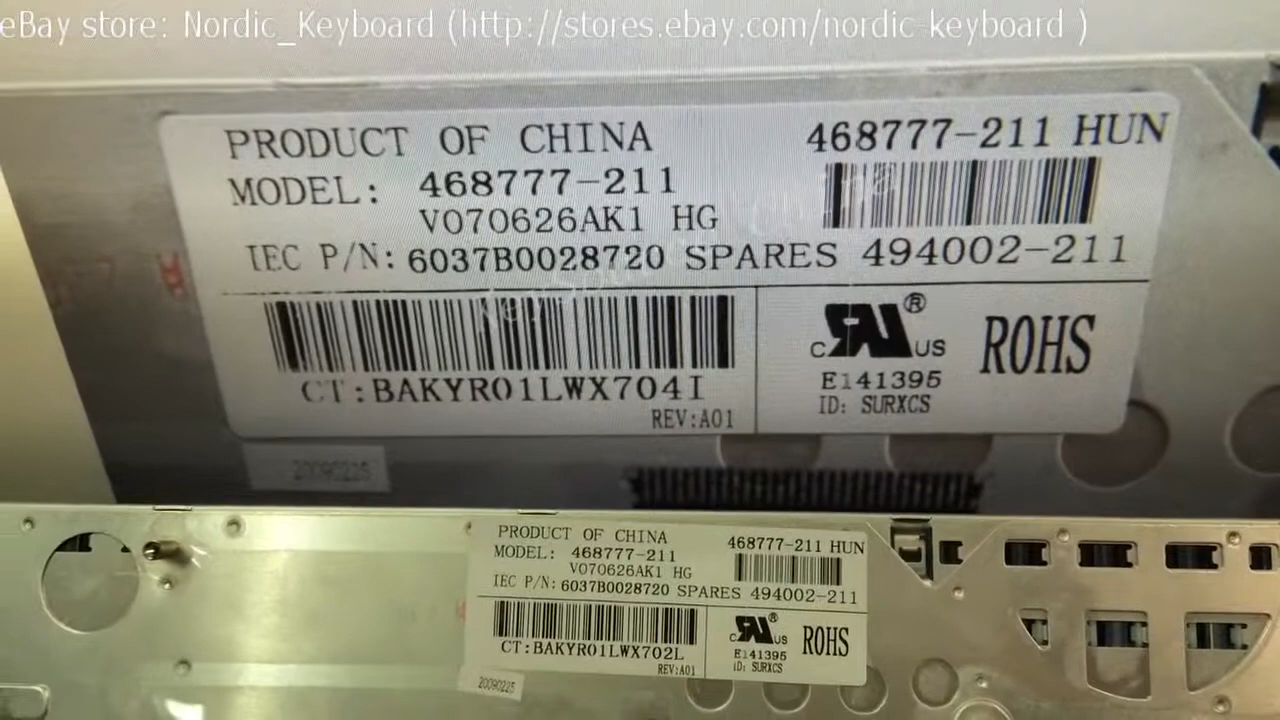 eBay store: Nordic_Keyboard (http://stores.ebay.com/nordic-keyboard )
PRODUCT OF CHINA
468777-211 HUN
MODEL: 468777-211
V070626AK1 HG
IEC P/N: 6037B0028720 SPARES 494002-211
CT:BAKYR01LWX704I
REV:A01
C RU US ®
E141395
ID: SURXCS
ROHS
20090225
PRODUCT OF CHINA
468777-211 HUN
MODEL: 468777-211
V070626AK1 HG
IEC P/N: 6037B0028720 SPARES 494002-211
CT:BAKYR01LWX702L
REV:A01
C RU US ®
E141395
ID: SURXCS
ROHS
20090225